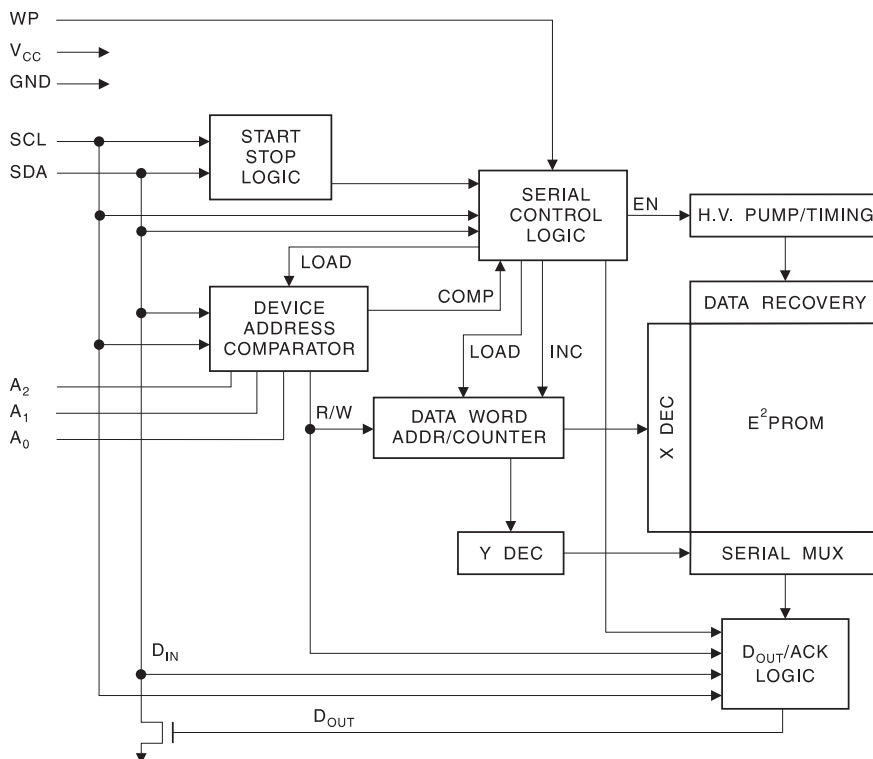 WP
VCC
GND
SCL
SDA
START
STOP
LOGIC
SERIAL
CONTROL
LOGIC
EN
H.V. PUMP/TIMING
LOAD
COMP
DEVICE
ADDRESS
COMPARATOR
DATA RECOVERY
LOAD
INC
A2
A1
A0
R/W
DATA WORD
ADDR/COUNTER
X DEC
E²PROM
Y DEC
SERIAL MUX
DIN
DOUT/ACK
LOGIC
DOUT